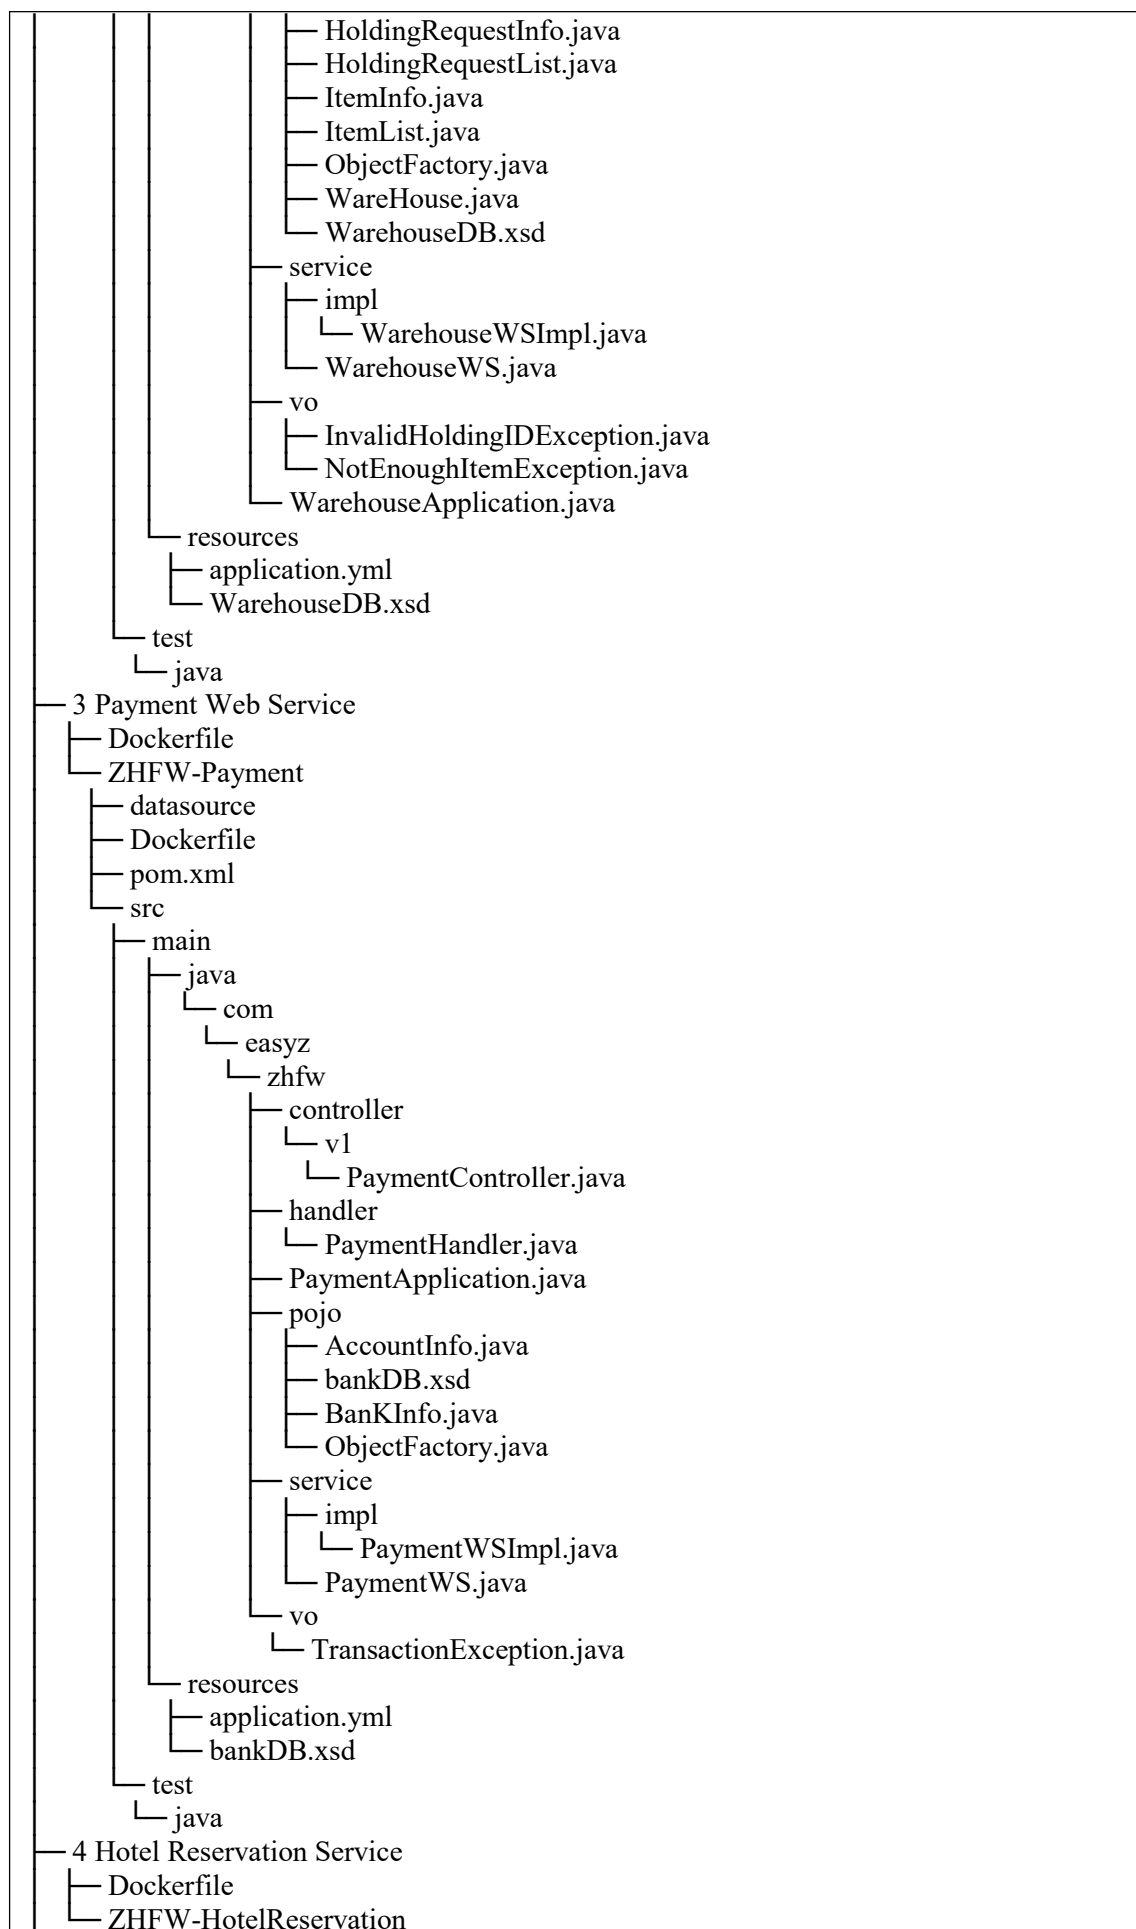 HoldingRequestInfo.java
HoldingRequestList.java
ItemInfo.java
ItemList.java
ObjectFactory.java
WareHouse.java
WarehouseDB.xsd
service
impl
WarehouseWSImpl.java
WarehouseWS.java
vo
InvalidHoldingIDException.java
NotEnoughItemException.java
WarehouseApplication.java
resources
application.yml
WarehouseDB.xsd
test
java
3 Payment Web Service
Dockerfile
ZHFW-Payment
datasource
Dockerfile
pom.xml
src
main
java
com
easyz
zhfw
controller
v1
PaymentController.java
handler
PaymentHandler.java
PaymentApplication.java
pojo
AccountInfo.java
bankDB.xsd
BanKInfo.java
ObjectFactory.java
service
impl
PaymentWSImpl.java
PaymentWS.java
vo
TransactionException.java
resources
application.yml
bankDB.xsd
test
java
4 Hotel Reservation Service
Dockerfile
ZHFW-HotelReservation